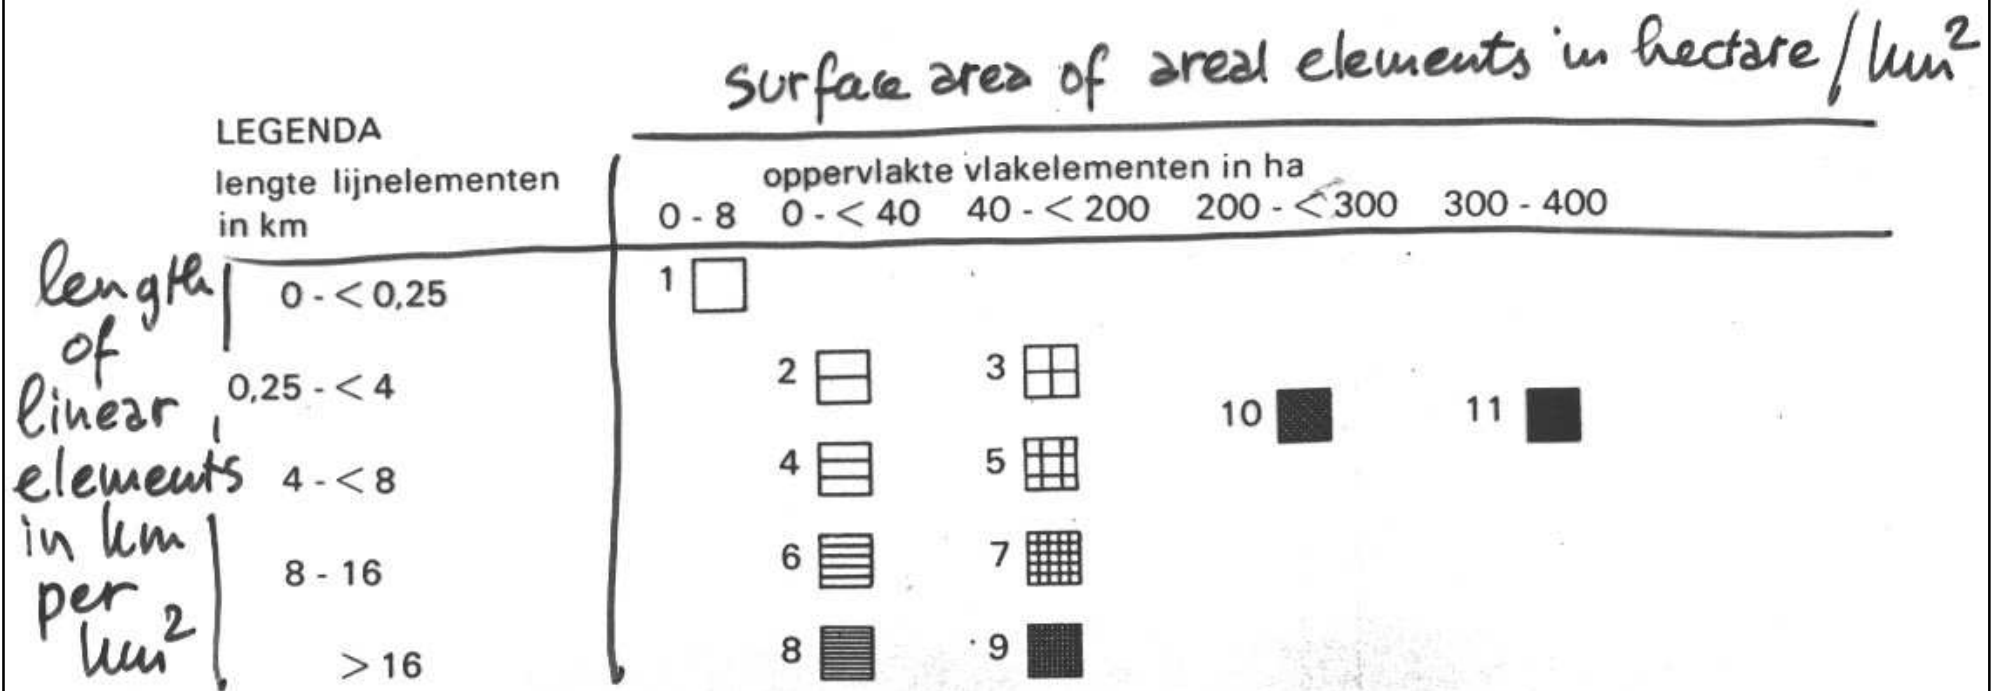 surface area of areal elements in hectare / km²
LEGENDA
lengte lijnelementen
in km
oppervlakte vlakelementen in ha
0 - 8 0 - < 40 40 - < 200 200 - < 300 300 - 400
length
of
linear
elements
in km
per
km²
0 - < 0,25 1
0,25 - < 4 2 3
10 11
4 - < 8 4 5
8 - 16 6 7
> 16 8 9